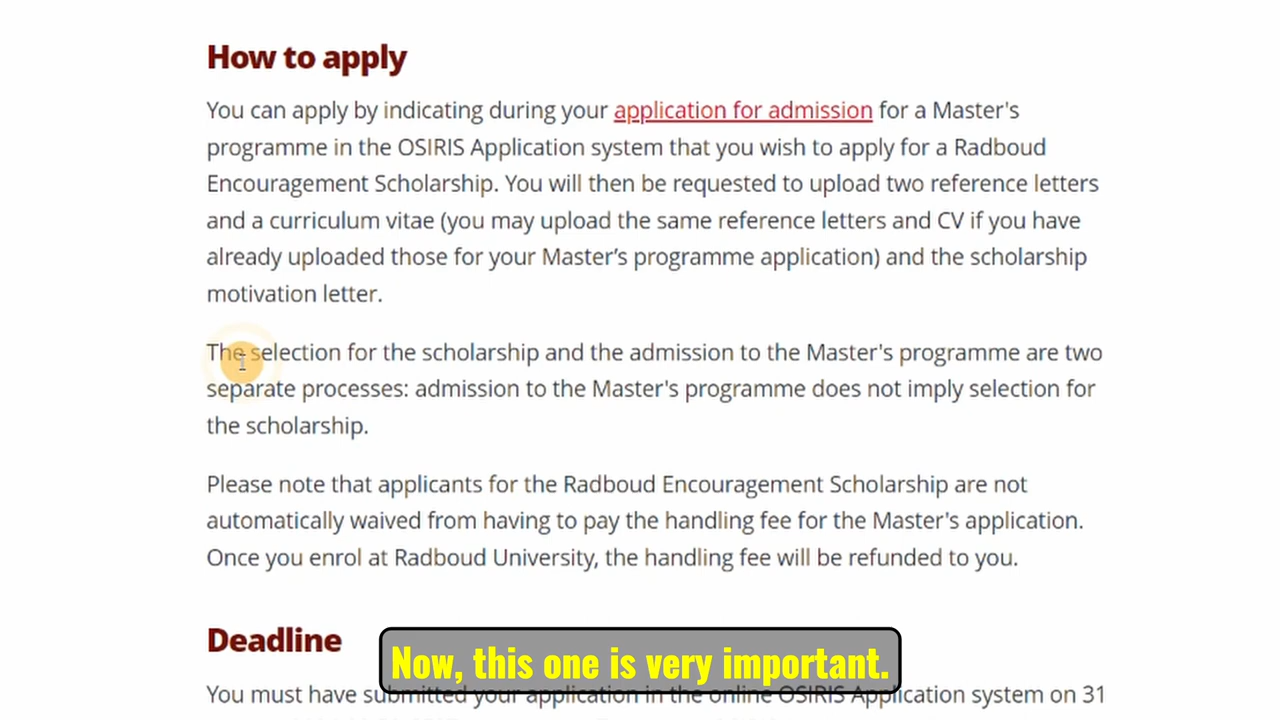 How to apply
You can apply by indicating during your application for admission for a Master's
programme in the OSIRIS Application system that you wish to apply for a Radboud
Encouragement Scholarship. You will then be requested to upload two reference letters
and a curriculum vitae (you may upload the same reference letters and CV if you have
already uploaded those for your Master’s programme application) and the scholarship
motivation letter.
The selection for the scholarship and the admission to the Master's programme are two
separate processes: admission to the Master's programme does not imply selection for
the scholarship.
Please note that applicants for the Radboud Encouragement Scholarship are not
automatically waived from having to pay the handling fee for the Master's application.
Once you enrol at Radboud University, the handling fee will be refunded to you.
Deadline
Now, this one is very important.
You must have submitted your application in the online OSIRIS Application system on 31